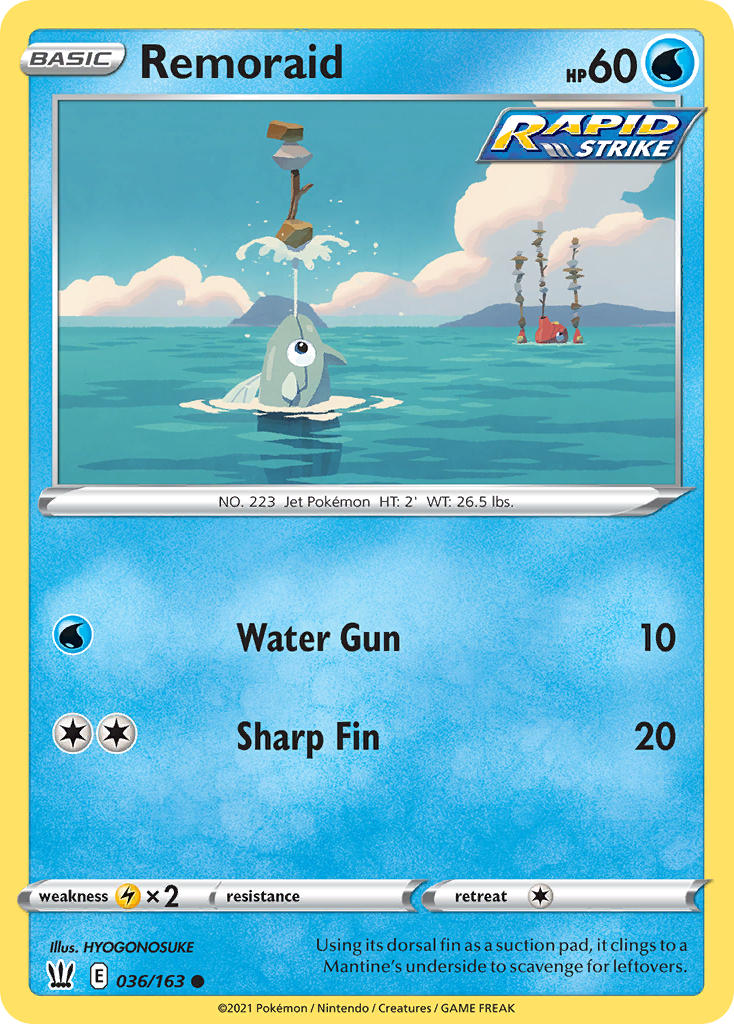 BASIC
Remoraid
HP60
RAPID
STRIKE
NO. 223 Jet Pokémon HT: 2' WT: 26.5 lbs.
Water Gun 10
Sharp Fin 20
weakness ×2 resistance retreat
Illus. HYOGONOSUKE
Using its dorsal fin as a suction pad, it clings to a
Mantine's underside to scavenge for leftovers.
E 036/163
©2021 Pokémon / Nintendo / Creatures / GAME FREAK